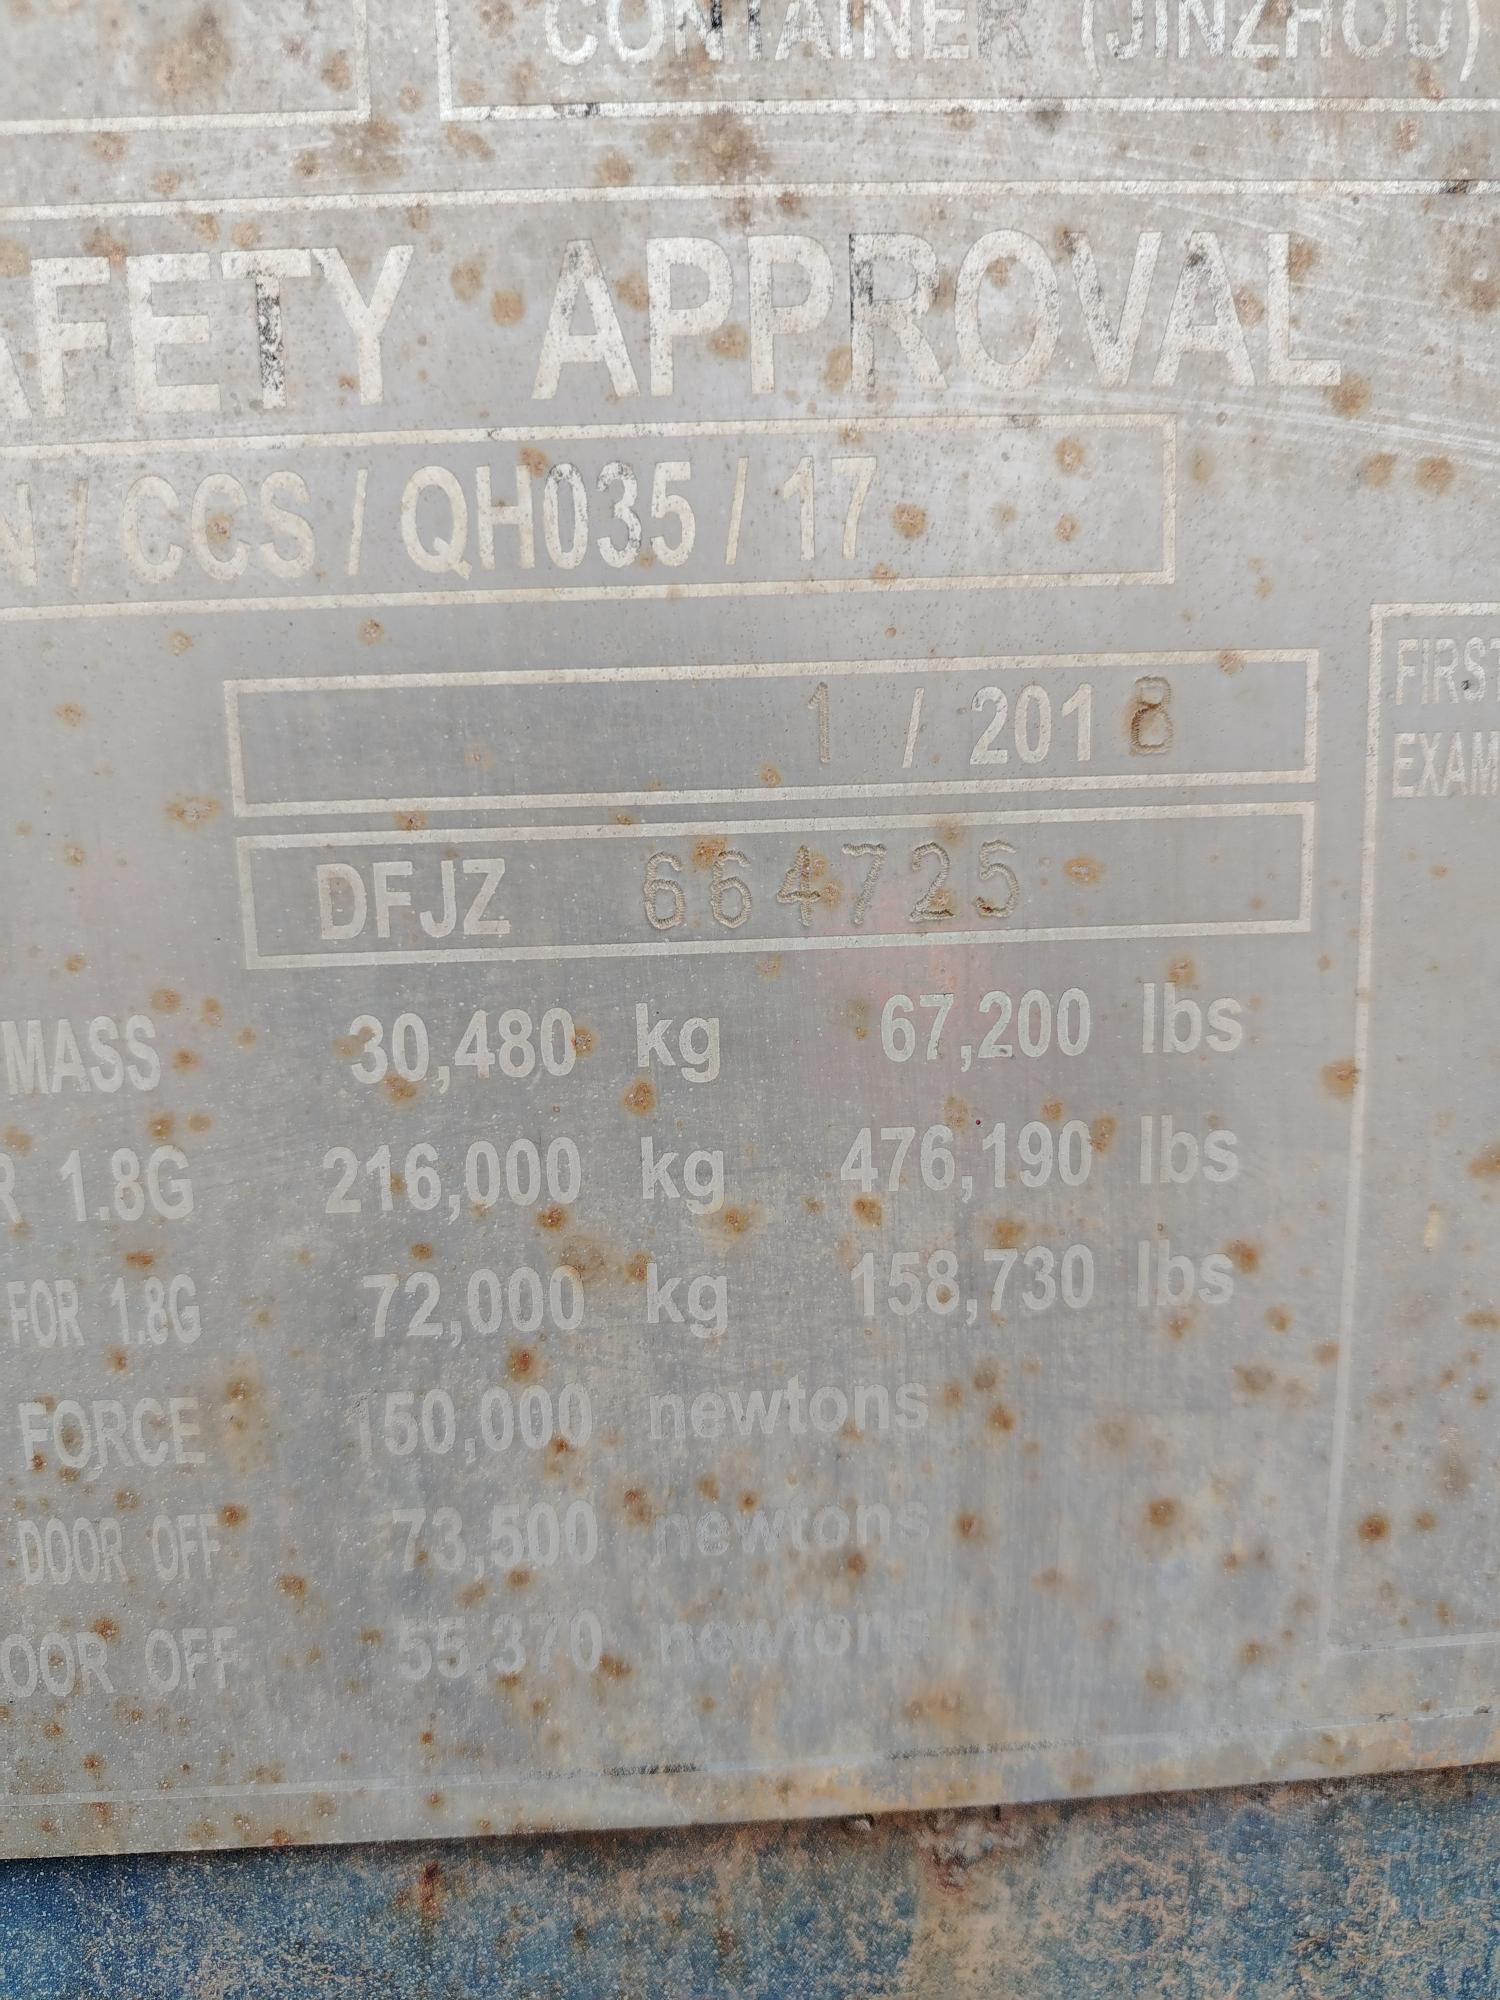 CONTAINER (JINZHOU)
AFETY APPROVAL
N / CCS / QH035 / 17
1 / 2018
FIRST
EXAM
DFJZ 664725
MASS 30,480 kg 67,200 lbs
R 1.8G 216,000 kg 476,190 lbs
FOR 1.8G 72,000 kg 158,730 lbs
FORCE 150,000 newtons
DOOR OFF 73,500 newtons
OOR OFF 55,370 newtons